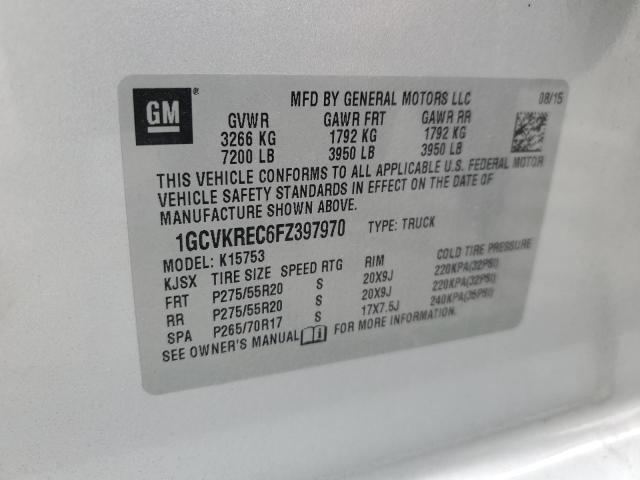 GM ®
MFD BY GENERAL MOTORS LLC 08/15
GVWR GAWR FRT GAWR RR
3266 KG 1792 KG 1792 KG
7200 LB 3950 LB 3950 LB
THIS VEHICLE CONFORMS TO ALL APPLICABLE U.S. FEDERAL MOTOR
VEHICLE SAFETY STANDARDS IN EFFECT ON THE DATE OF
MANUFACTURE SHOWN ABOVE.
1GCVKREC6FZ397970 TYPE: TRUCK
MODEL: K15753
KJSX TIRE SIZE SPEED RTG RIM COLD TIRE PRESSURE
FRT P275/55R20 S 20X9J 220KPA(32PSI)
RR P275/55R20 S 20X9J 220KPA(32PSI)
SPA P265/70R17 S 17X7.5J 240KPA(35PSI)
SEE OWNER'S MANUAL FOR MORE INFORMATION.